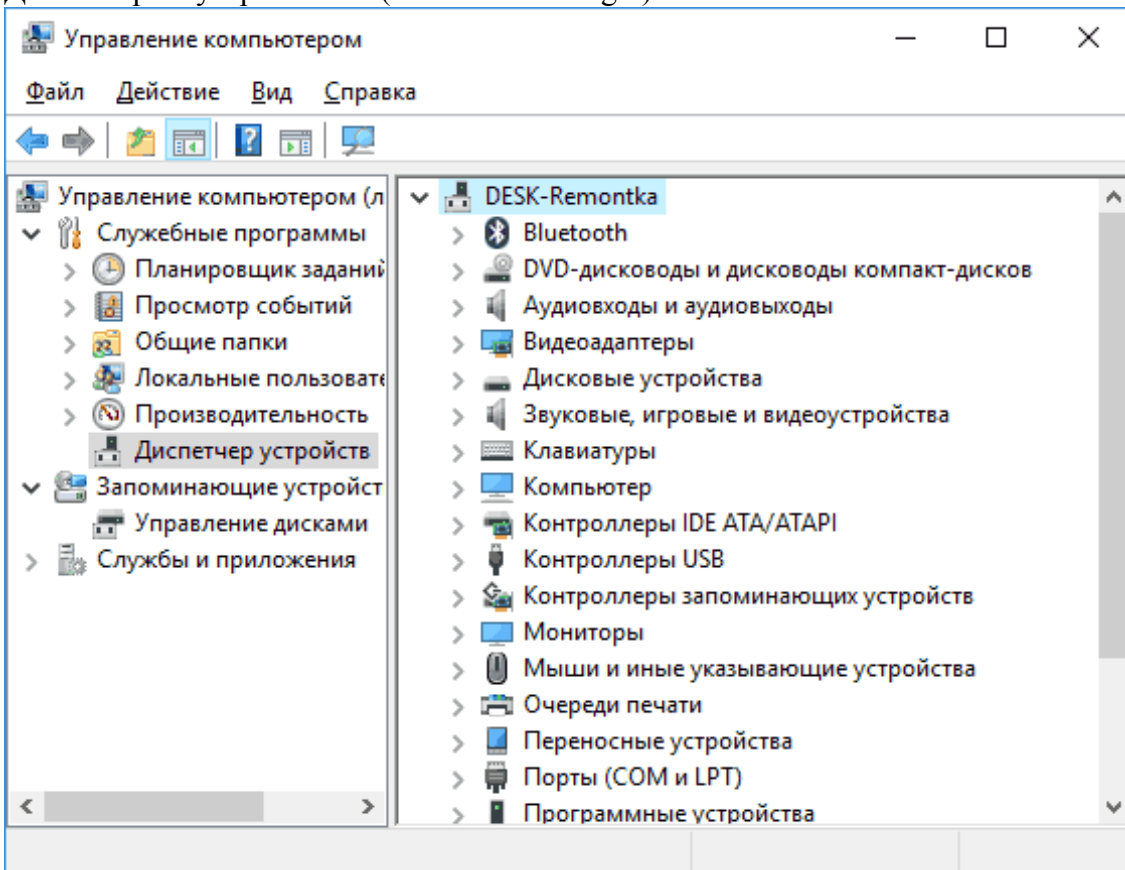 Управление компьютером
Файл Действие Вид Справка
Управление компьютером (л
Служебные программы
Планировщик заданий
Просмотр событий
Общие папки
Локальные пользовате
Производительность
Диспетчер устройств
Запоминающие устройст
Управление дисками
Службы и приложения
DESK-Remontka
Bluetooth
DVD-дисководы и дисководы компакт-дисков
Аудиовходы и аудиовыходы
Видеоадаптеры
Дисковые устройства
Звуковые, игровые и видеоустройства
Клавиатуры
Компьютер
Контроллеры IDE ATA/ATAPI
Контроллеры USB
Контроллеры запоминающих устройств
Мониторы
Мыши и иные указывающие устройства
Очереди печати
Переносные устройства
Порты (COM и LPT)
Программные устройства